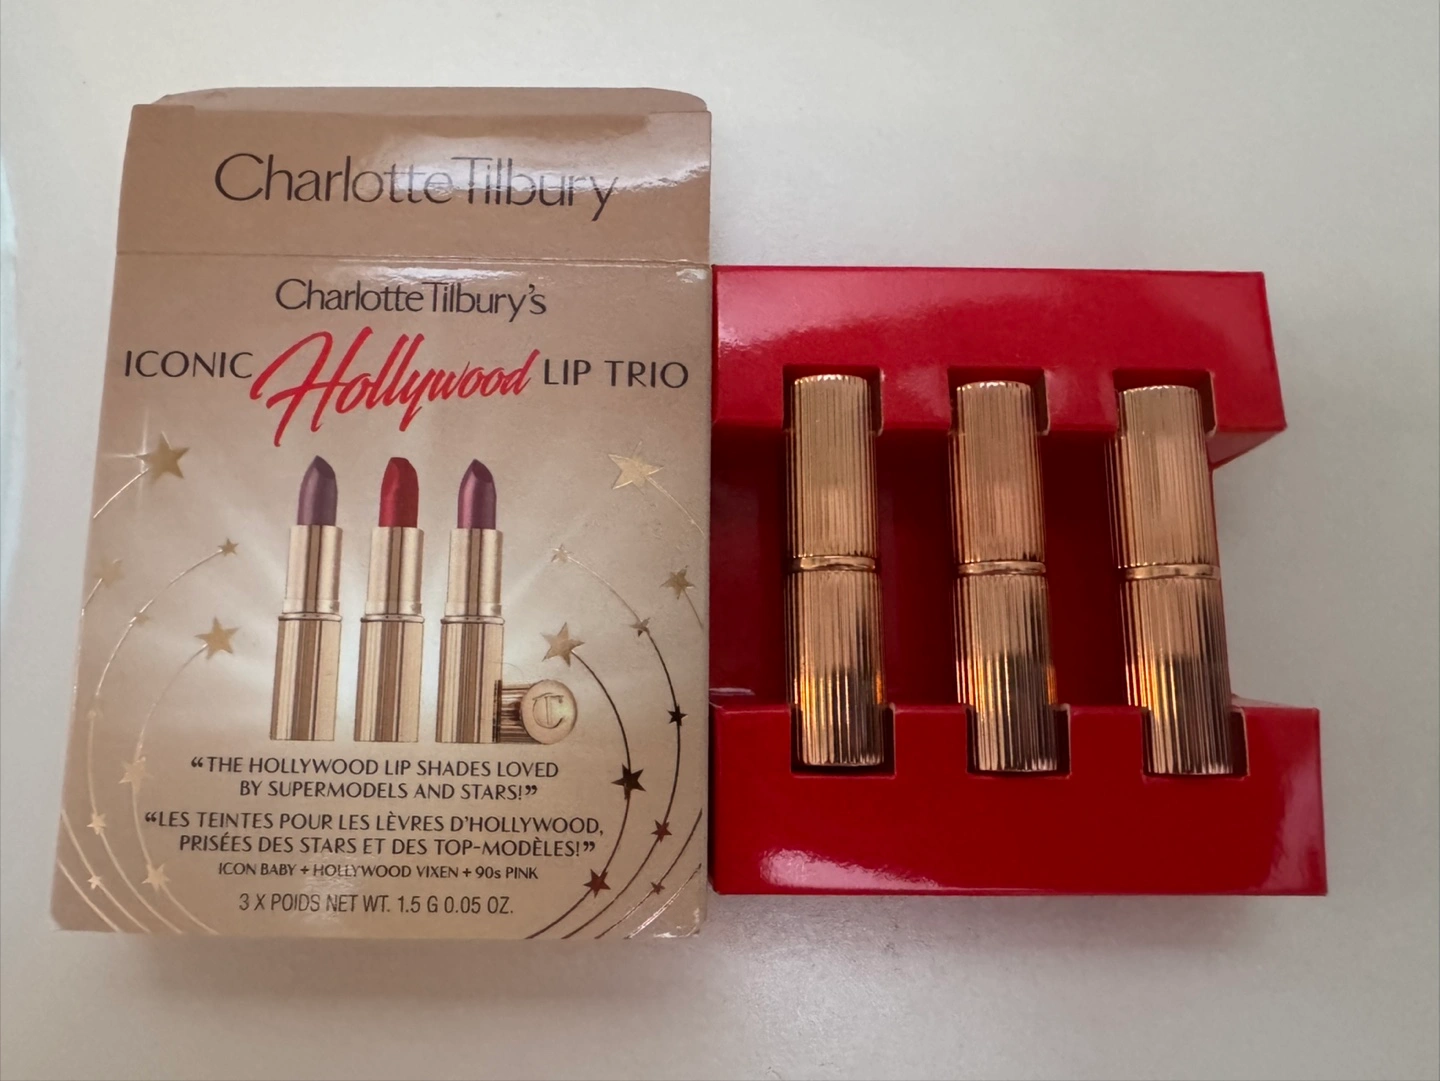 Charlotte Tilbury
Charlotte Tilbury's
ICONIC Hollywood LIP TRIO
CT
“THE HOLLYWOOD LIP SHADES LOVED
BY SUPERMODELS AND STARS!”
“LES TEINTES POUR LES LÈVRES D'HOLLYWOOD,
PRISÉES DES STARS ET DES TOP-MODÈLES!”
ICON BABY + HOLLYWOOD VIXEN + 90s PINK
3 X POIDS NET WT. 1.5 G 0.05 OZ.